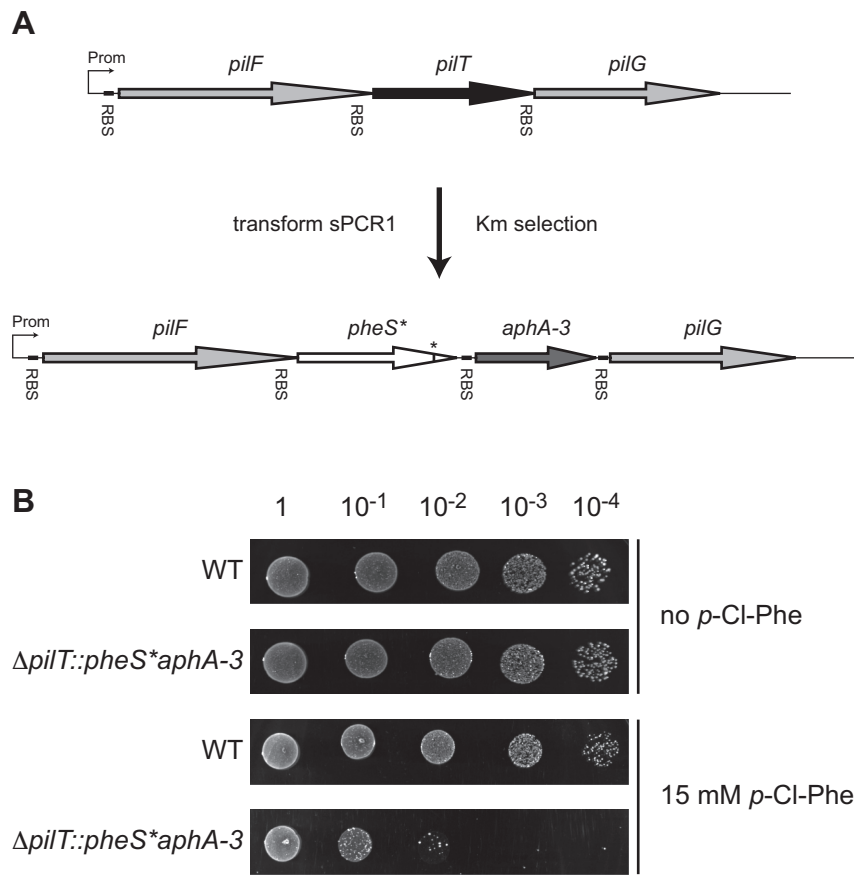 A
Prom
pilF
pilT
pilG
RBS
RBS
RBS
transform sPCR1
Km selection
Prom
pilF
pheS*
aphA-3
pilG
*
RBS
RBS
RBS
RBS
B
1
10-1
10-2
10-3
10-4
WT
ΔpilT::pheS*aphA-3
no p-Cl-Phe
WT
ΔpilT::pheS*aphA-3
15 mM p-Cl-Phe